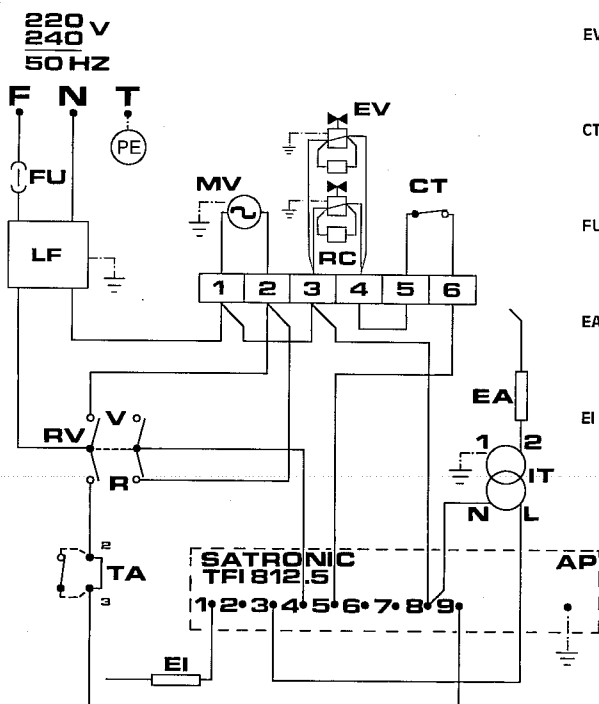 220
240 V
50 HZ
F N T
PE
FU
LF
MV
EV
RC
CT
1 2 3 4 5 6
EV
CT
FU
EA
EI
EA
1 2
IT
N L
RV
V
R
2
TA
3
SATRONIC
TFI 812.5
AP
1 2 3 4 5 6 7 8 9
EI